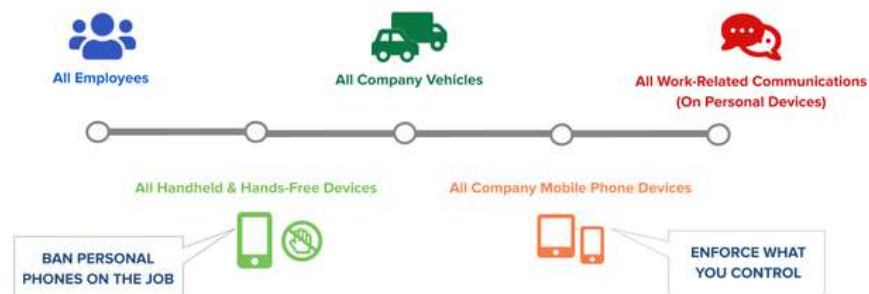 All Employees
All Company Vehicles
All Work-Related Communications
(On Personal Devices)
All Handheld & Hands-Free Devices
All Company Mobile Phone Devices
BAN PERSONAL
PHONES ON THE JOB
ENFORCE WHAT
YOU CONTROL